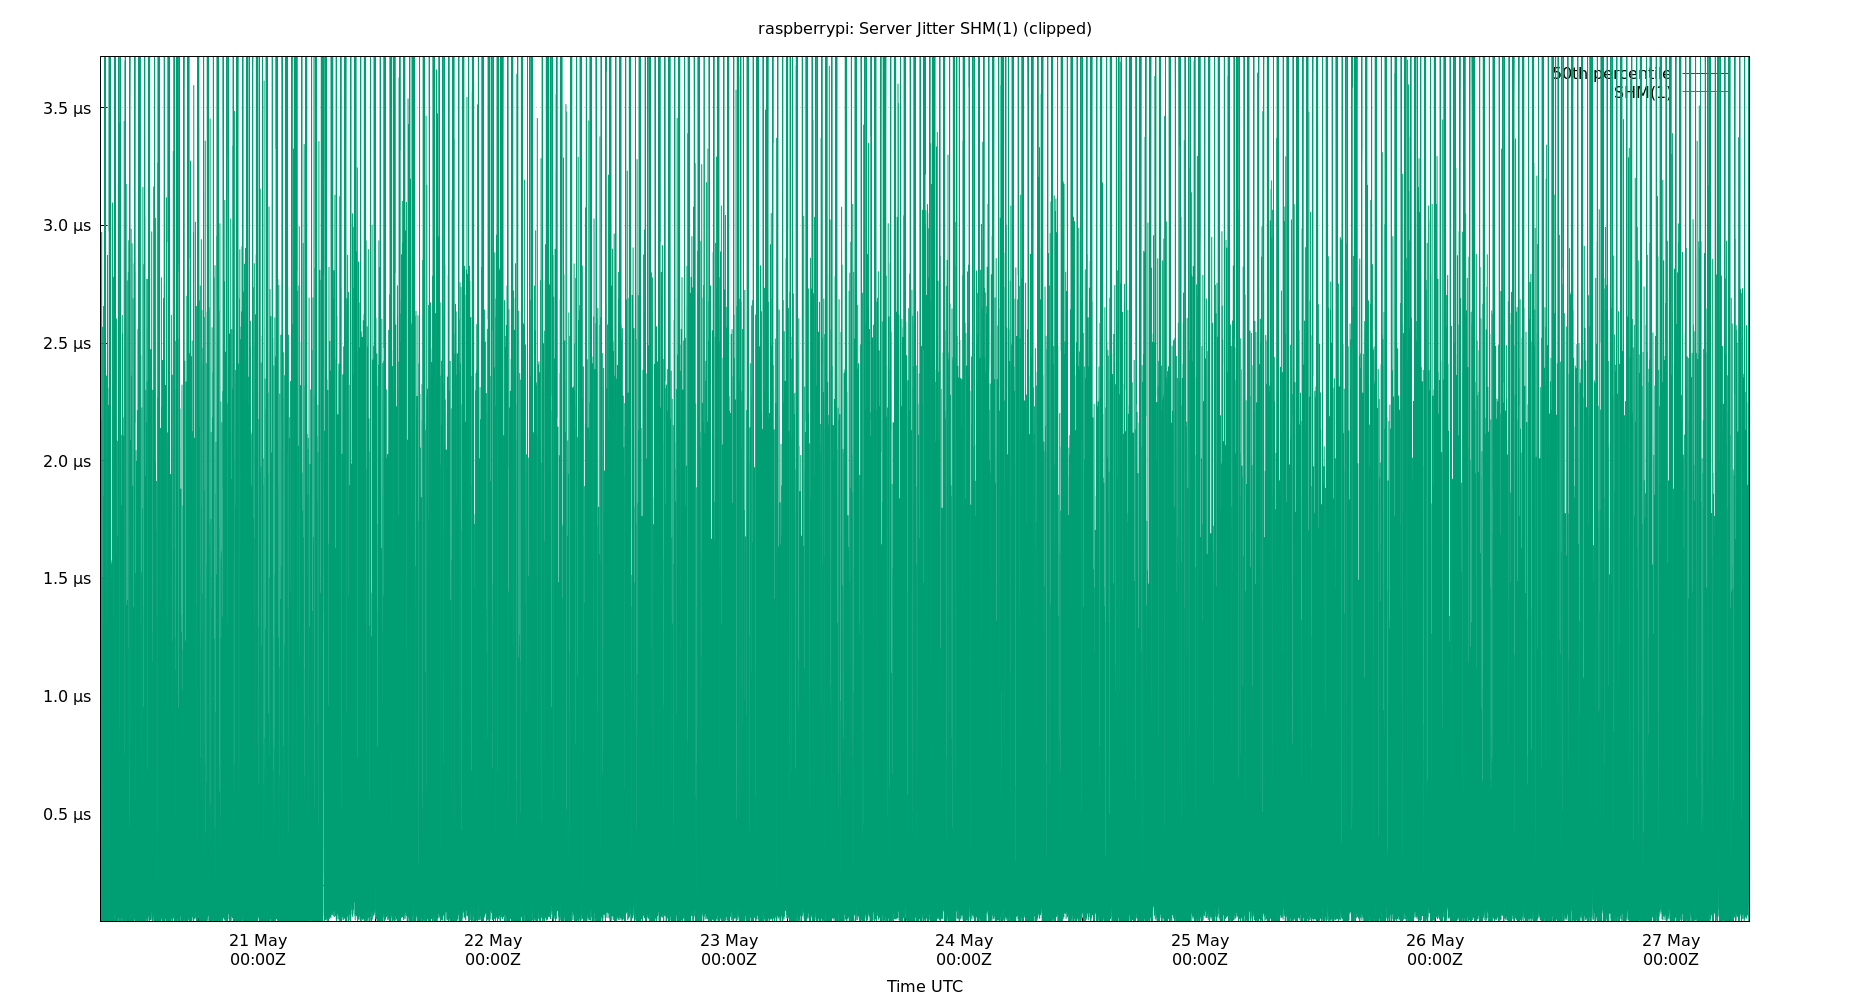 raspberrypi: Server Jitter SHM(1) (clipped)
50th percentile
SHM(1)
3.5 µs
3.0 µs
2.5 µs
2.0 µs
1.5 µs
1.0 µs
0.5 µs
21 May 22 May 23 May 24 May 25 May 26 May 27 May
00:00Z 00:00Z 00:00Z 00:00Z 00:00Z 00:00Z 00:00Z
Time UTC